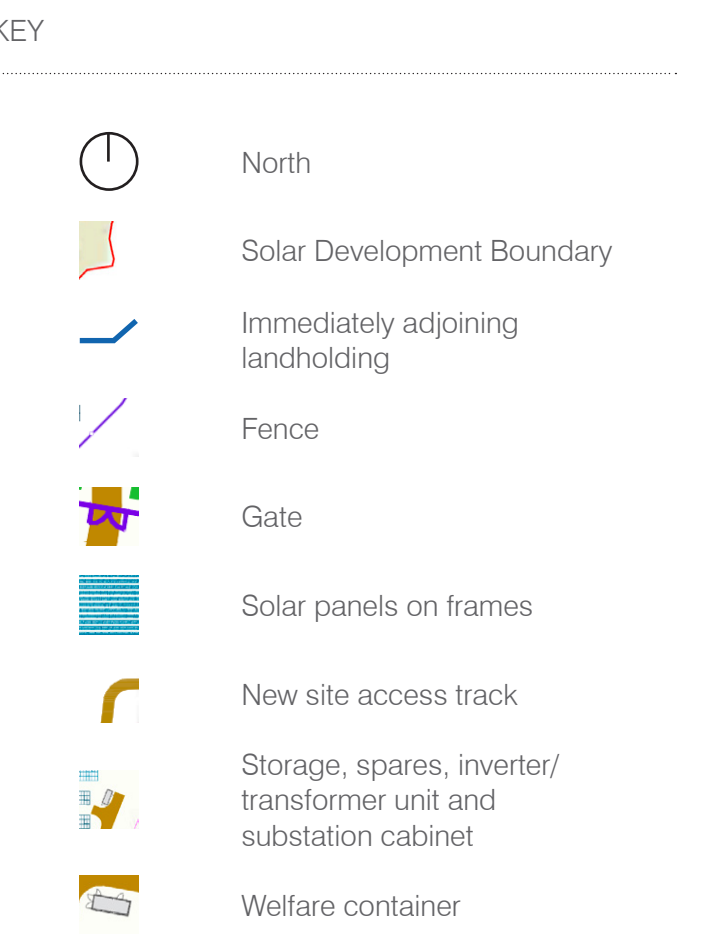 KEY
North
Solar Development Boundary
Immediately adjoining
landholding
Fence
Gate
Solar panels on frames
New site access track
Storage, spares, inverter/
transformer unit and
substation cabinet
Welfare container